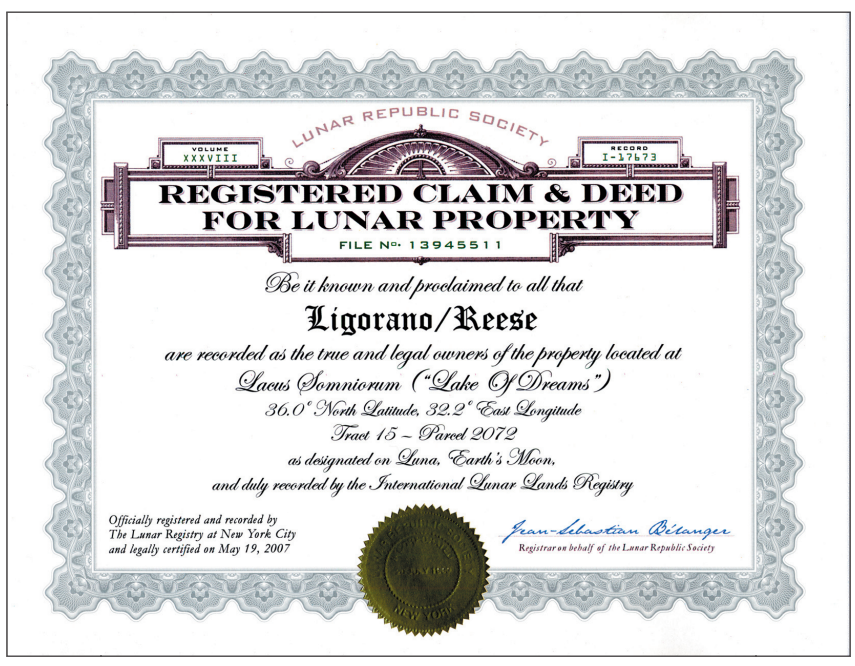 LUNAR REPUBLIC SOCIETY
VOLUME
XXXVIII
RECORD
I-17673
REGISTERED CLAIM & DEED
FOR LUNAR PROPERTY
FILE No. 13945511
Be it known and proclaimed to all that
Ligorano/Reese
are recorded as the true and legal owners of the property located at
Lacus Somniorum ("Lake Of Dreams")
36.0° North Latitude, 32.2° East Longitude
Tract 15 ~ Parcel 2072
as designated on Luna, Earth's Moon,
and duly recorded by the International Lunar Lands Registry
Officially registered and recorded by
The Lunar Registry at New York City
and legally certified on May 19, 2007
Jean-Sebastian Bélanger
Registrar on behalf of the Lunar Republic Society
JULY
NEW YORK